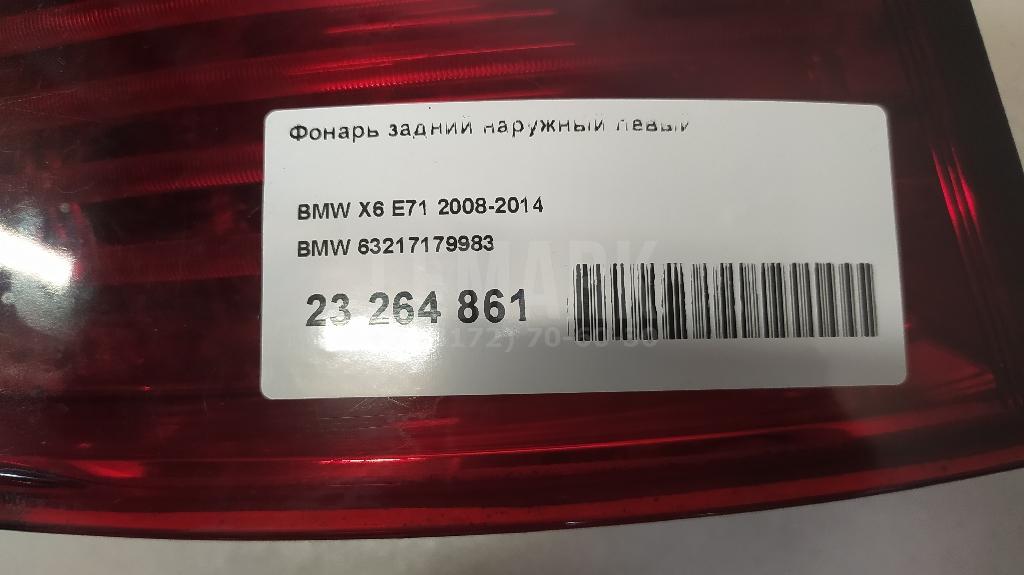 Фонарь задний наружный левый
BMW X6 E71 2008-2014
BMW 63217179983
23 264 861